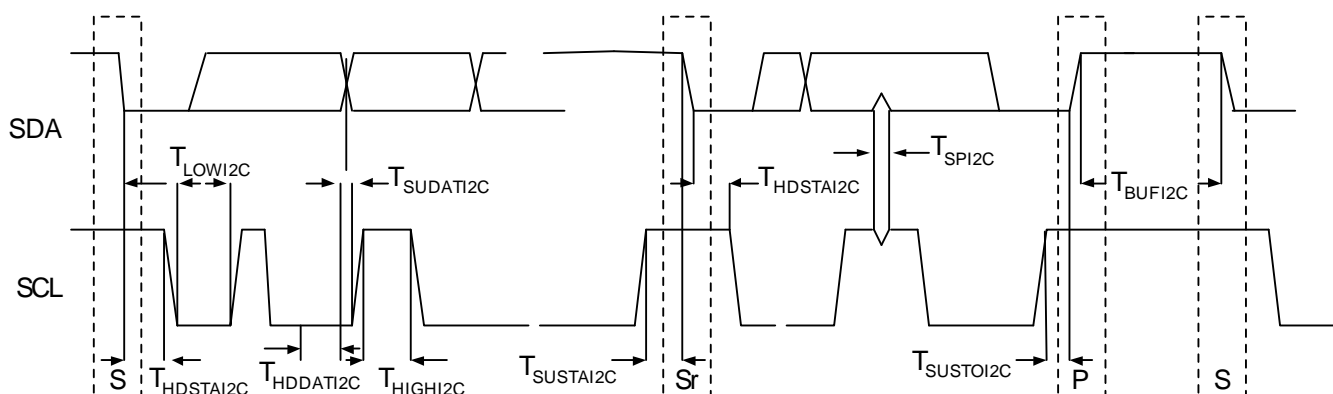 SDA
T_LOWI2C
T_SUDATI2C
T_HDSTAI2C
T_SPI2C
T_BUFI2C
SCL
S
T_HDSTAI2C
T_HDDATI2C
T_HIGHI2C
T_SUSTAI2C
Sr
T_SUSTOI2C
P
S